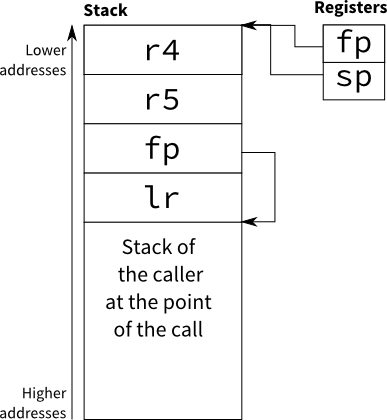 Stack
Registers
Lower
addresses
r4
r5
fp
lr
fp
sp
Stack of
the caller
at the point
of the call
Higher
addresses